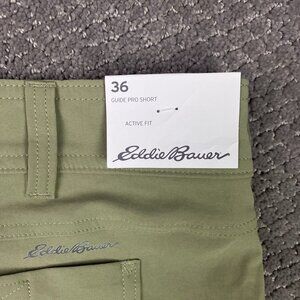 36
GUIDE PRO SHORT
ACTIVE FIT
Eddie Bauer
Eddie Bauer